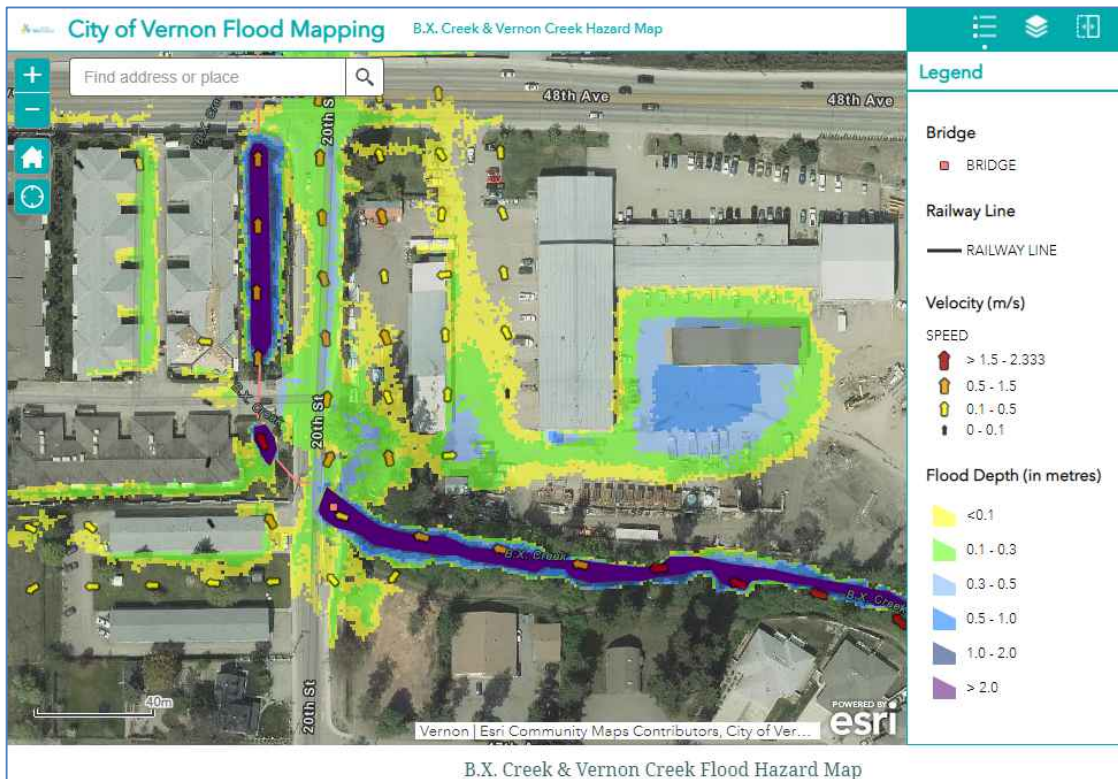 City of Vernon Flood Mapping
B.X. Creek & Vernon Creek Hazard Map
Find address or place
48th Ave
48th Ave
20th S
20th St
20th St
B.X. Creek
B.X. Creek
B.X. Creek
40m
Vernon | Esri Community Maps Contributors, City of Ver...
POWERED BY
esri
Legend
Bridge
BRIDGE
Railway Line
RAILWAY LINE
Velocity (m/s)
SPEED
> 1.5 - 2.333
0.5 - 1.5
0.1 - 0.5
0 - 0.1
Flood Depth (in metres)
<0.1
0.1 - 0.3
0.3 - 0.5
0.5 - 1.0
1.0 - 2.0
> 2.0
B.X. Creek & Vernon Creek Flood Hazard Map